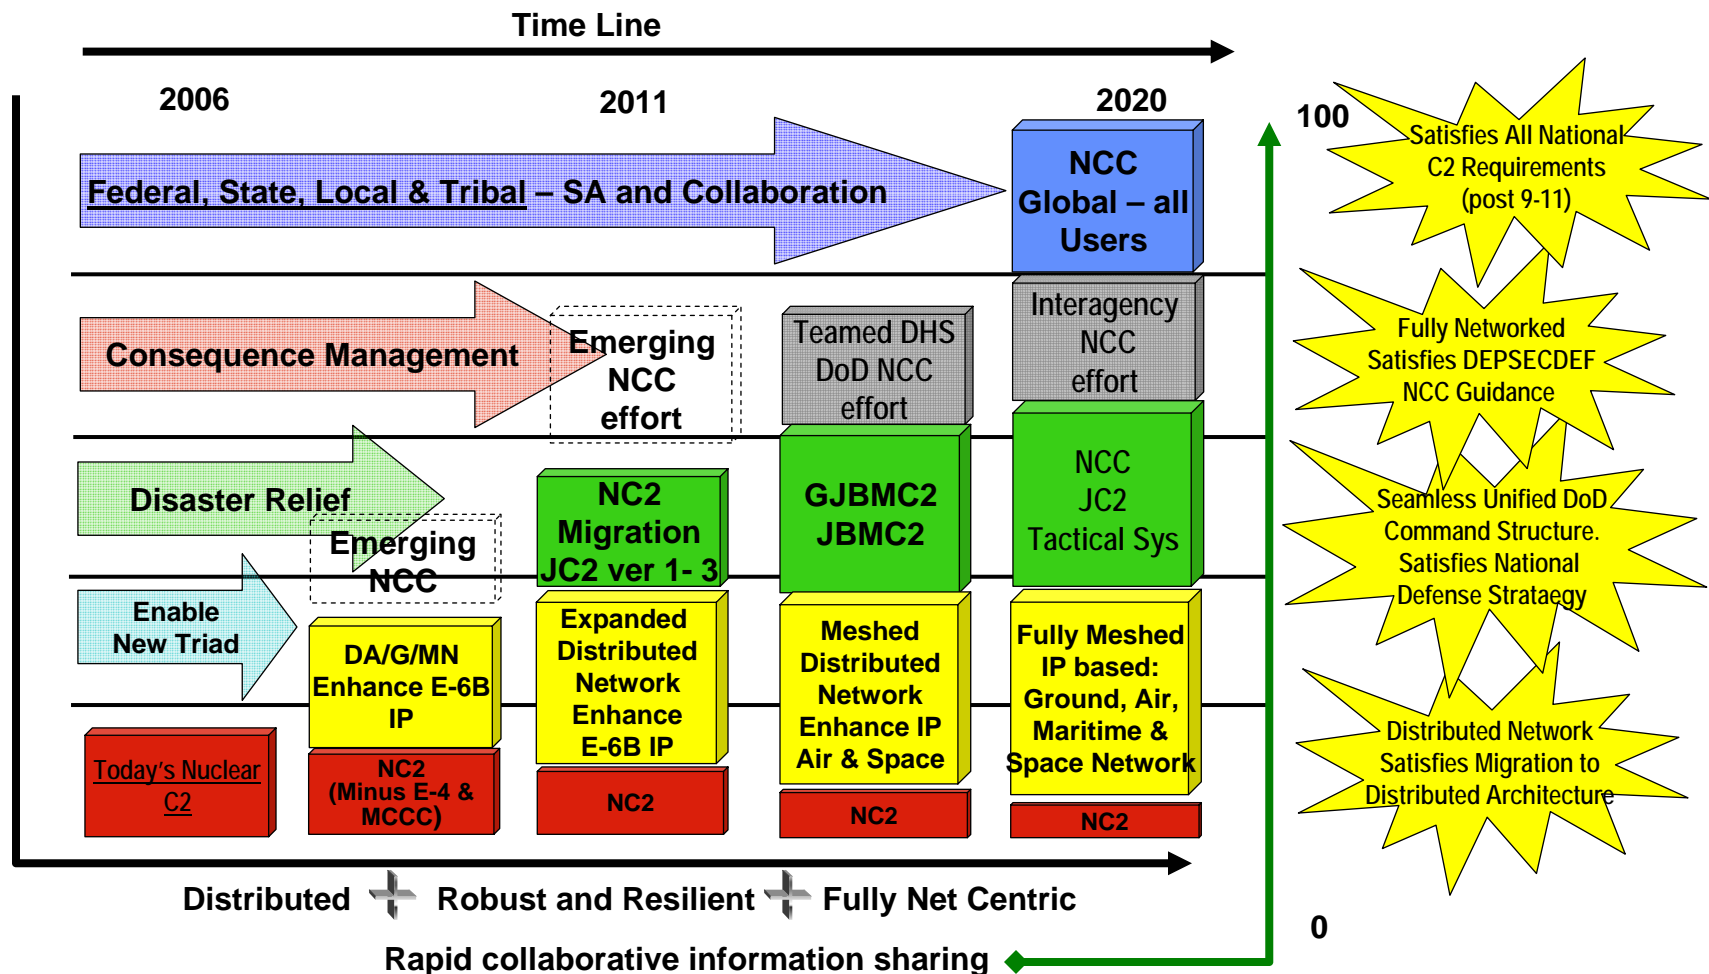 Time Line
2006
2011
2020
100
Federal, State, Local & Tribal – SA and Collaboration
NCC
Global – all
Users
Satisfies All National
C2 Requirements
(post 9-11)
Consequence Management
Emerging
NCC
effort
Teamed DHS
DoD NCC
effort
Interagency
NCC
effort
Fully Networked
Satisfies DEPSECDEF
NCC Guidance
Disaster Relief
Emerging
NCC
NC2
Migration
JC2 ver 1- 3
GJBMC2
JBMC2
NCC
JC2
Tactical Sys
Seamless Unified DoD
Command Structure.
Satisfies National
Defense Strataegy
Enable
New Triad
DA/G/MN
Enhance E-6B
IP
Expanded
Distributed
Network
Enhance
E-6B IP
Meshed
Distributed
Network
Enhance IP
Air & Space
Fully Meshed
IP based:
Ground, Air,
Maritime &
Space Network
Distributed Network
Satisfies Migration to
Distributed Architecture
Today's Nuclear
C2
NC2
(Minus E-4 &
MCCC)
NC2
NC2
NC2
Distributed
Robust and Resilient
Fully Net Centric
0
Rapid collaborative information sharing